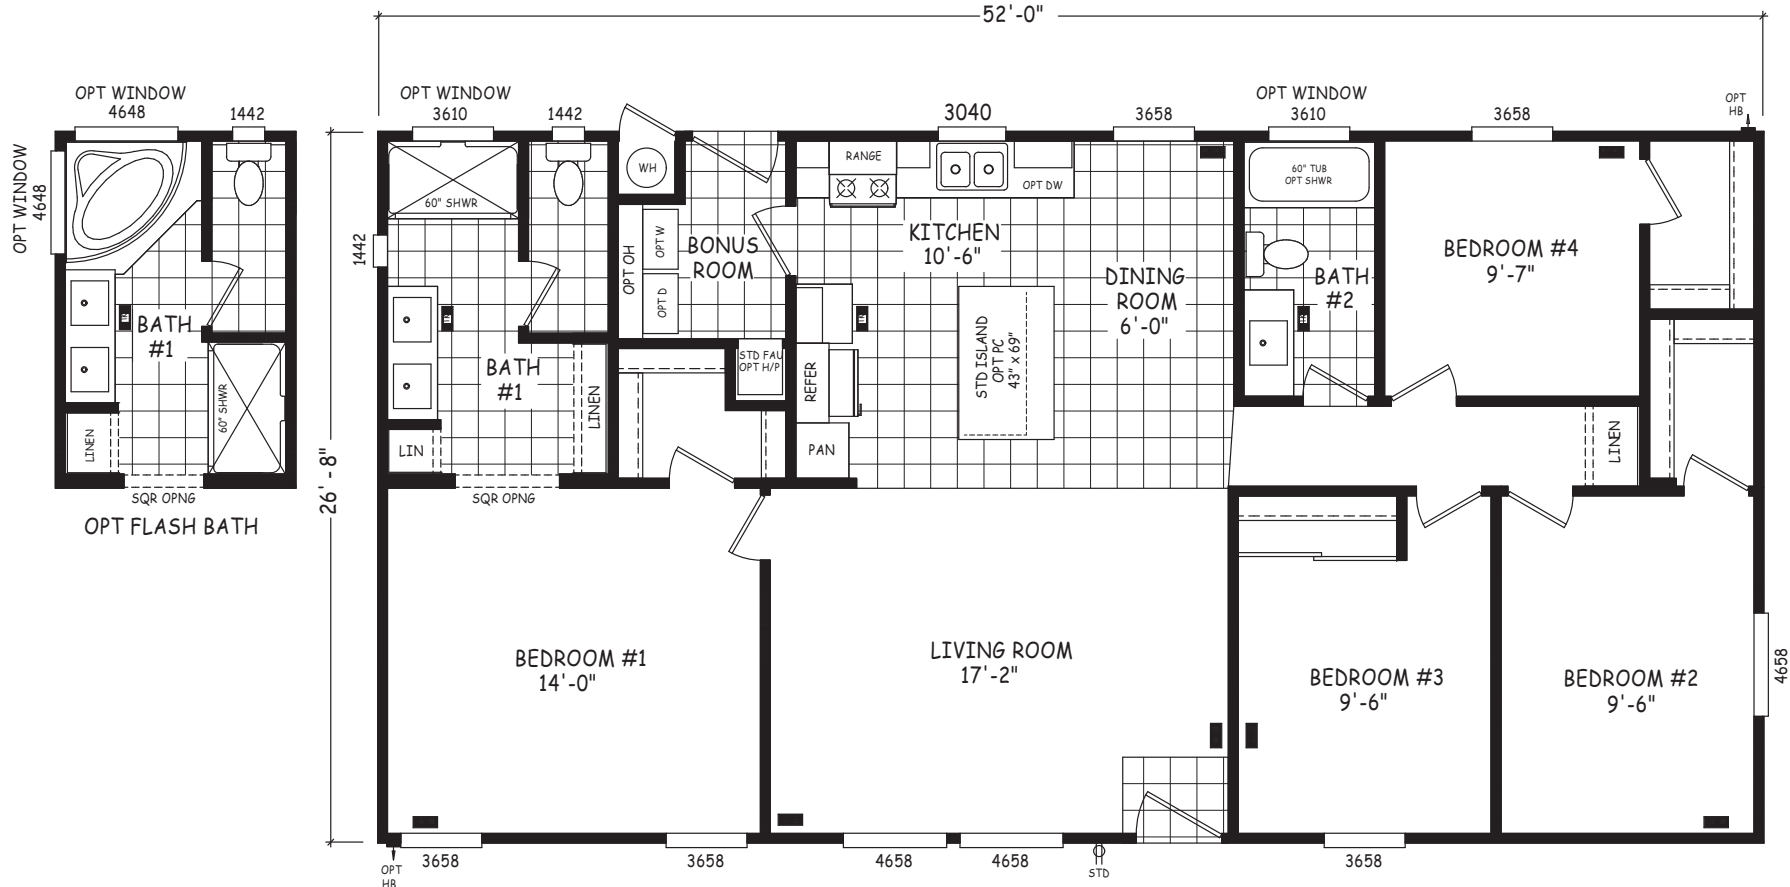 52'-0"
OPT WINDOW
4648
1442
OPT WINDOW
4648
BATH
#1
60" SHWR
LINEN
SQR OPNG
OPT FLASH BATH
26'-8"
OPT WINDOW
3610
1442
3040
3658
OPT WINDOW
3610
3658
OPT
HB
1442
60" SHWR
WH
RANGE
OPT DW
60" TUB
OPT SHWR
OPT OH
OPT W
OPT D
BONUS
ROOM
KITCHEN
10'-6"
DINING
ROOM
6'-0"
BATH
#2
BEDROOM #4
9'-7"
BATH
#1
LIN
LINEN
SQR OPNG
STD FAU
OPT H/P
REFER
PAN
STD ISLAND
OPT PC
43" x 69"
LINEN
BEDROOM #1
14'-0"
LIVING ROOM
17'-2"
BEDROOM #3
9'-6"
BEDROOM #2
9'-6"
4658
OPT
HB
3658
3658
4658
4658
STD
3658